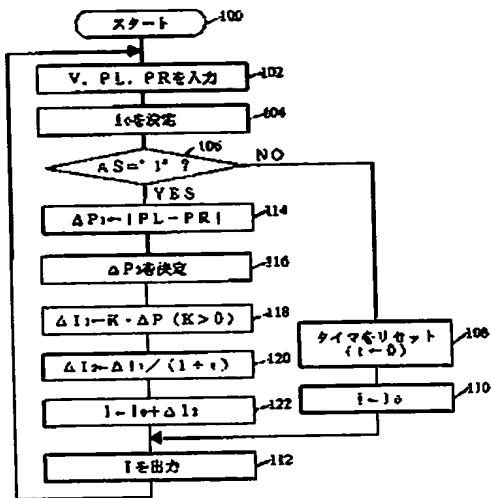 スタート
100
V、PL、PRを入力
102
I₀を決定
104
AS="1" ?
106
NO
YES
ΔP₁←|PL-PR|
114
ΔP₂を決定
116
ΔI₁←K・ΔP (K>0)
118
タイマをリセット
(t←0)
108
ΔI₂←ΔI₁/(1+t)
120
I←I₀
110
I←I₀+ΔI₂
122
Iを出力
112